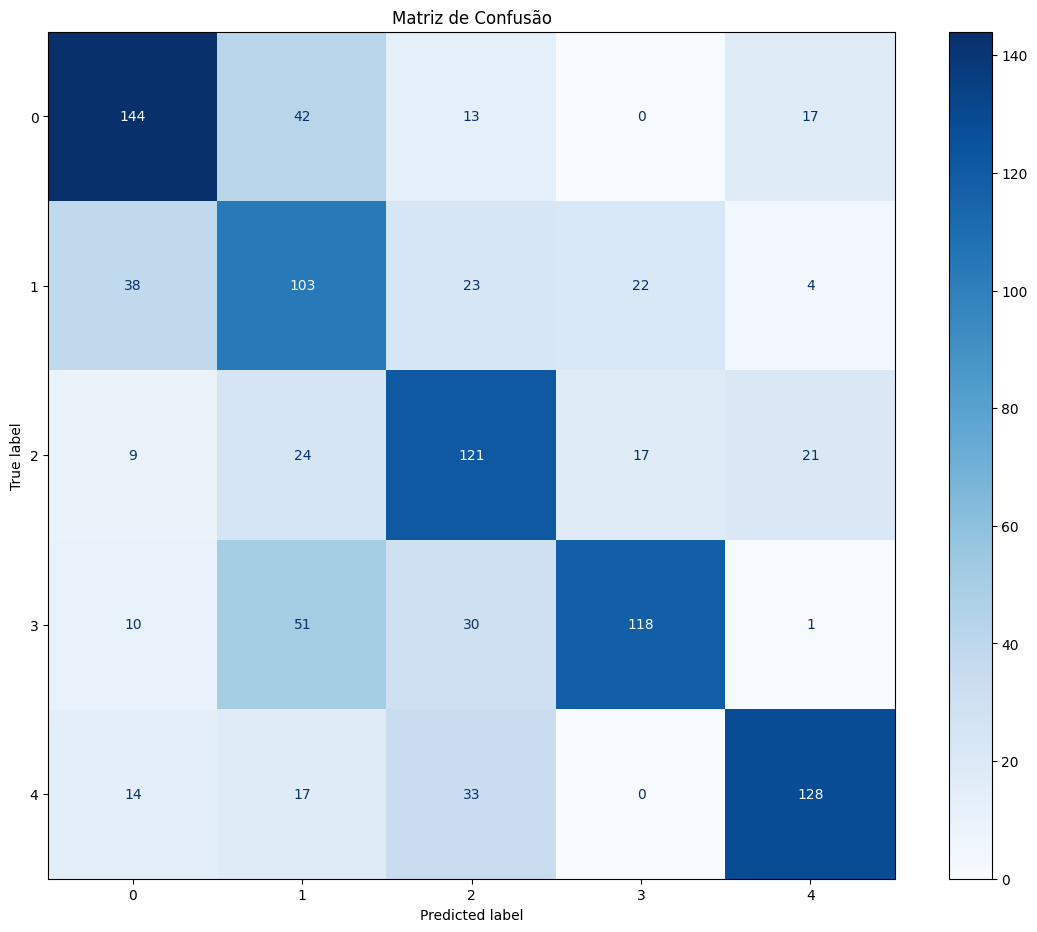 Matriz de Confusão
True label
0 144 42 13 0 17
1 38 103 23 22 4
2 9 24 121 17 21
3 10 51 30 118 1
4 14 17 33 0 128
0 1 2 3 4
Predicted label
140
120
100
80
60
40
20
0